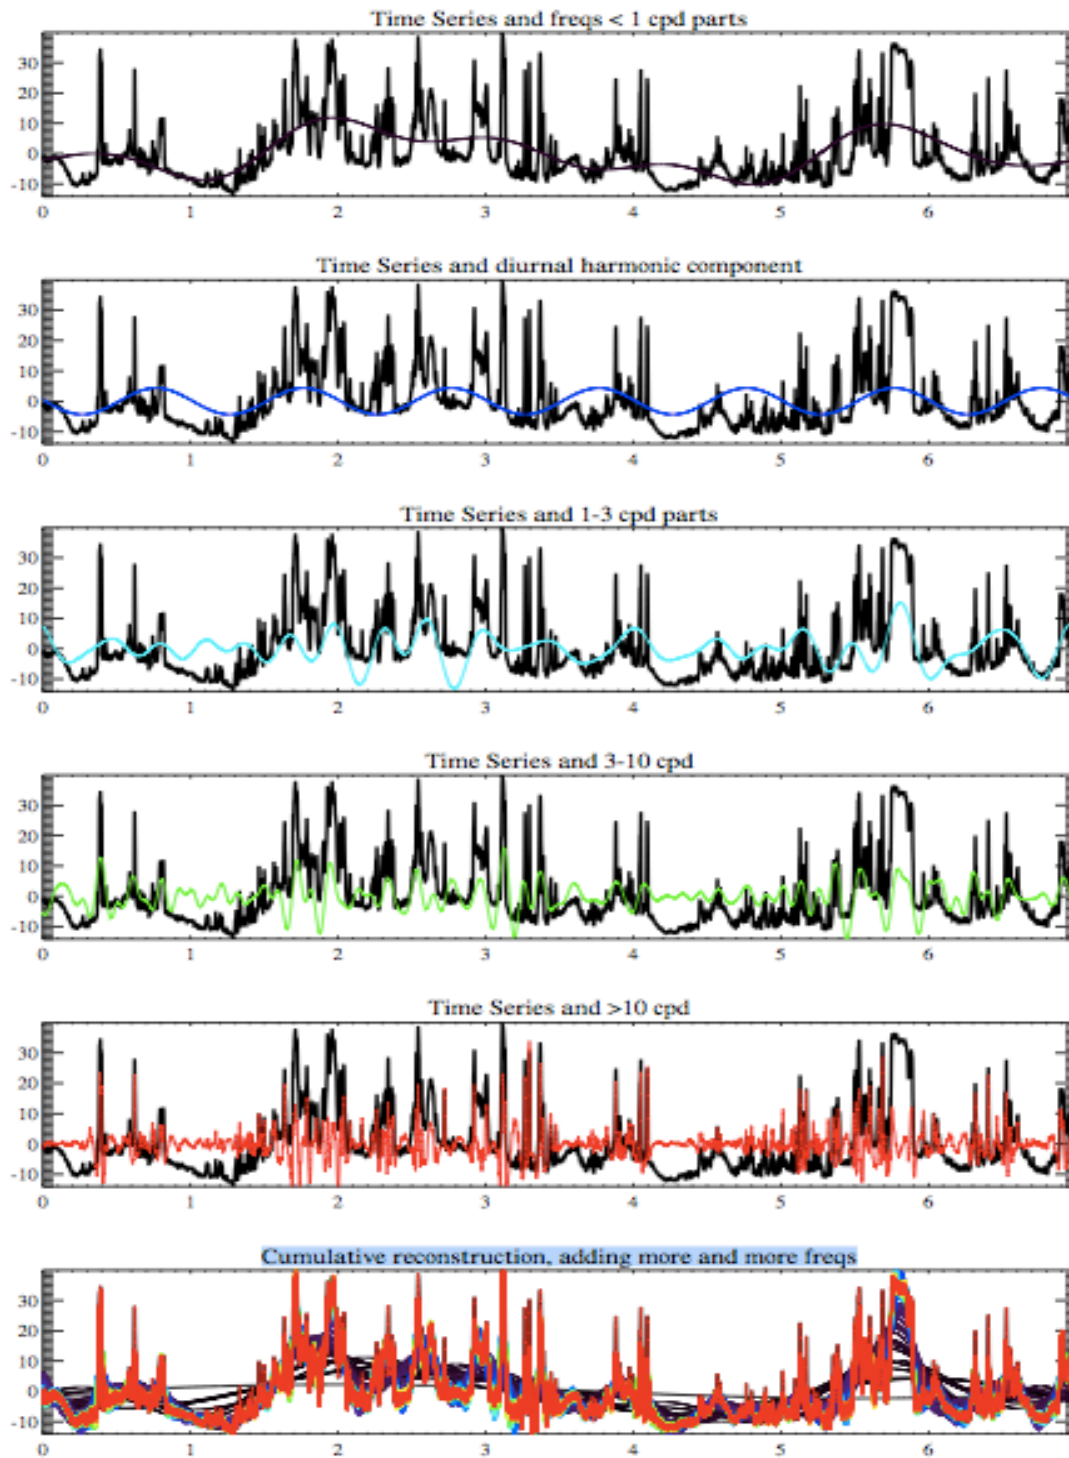 Time Series and freqs < 1 cpd parts
30
20
10
0
-10
0 1 2 3 4 5 6
Time Series and diurnal harmonic component
30
20
10
0
-10
0 1 2 3 4 5 6
Time Series and 1-3 cpd parts
30
20
10
0
-10
0 1 2 3 4 5 6
Time Series and 3-10 cpd
30
20
10
0
-10
0 1 2 3 4 5 6
Time Series and >10 cpd
30
20
10
0
-10
0 1 2 3 4 5 6
Cumulative reconstruction, adding more and more freqs
30
20
10
0
-10
0 1 2 3 4 5 6